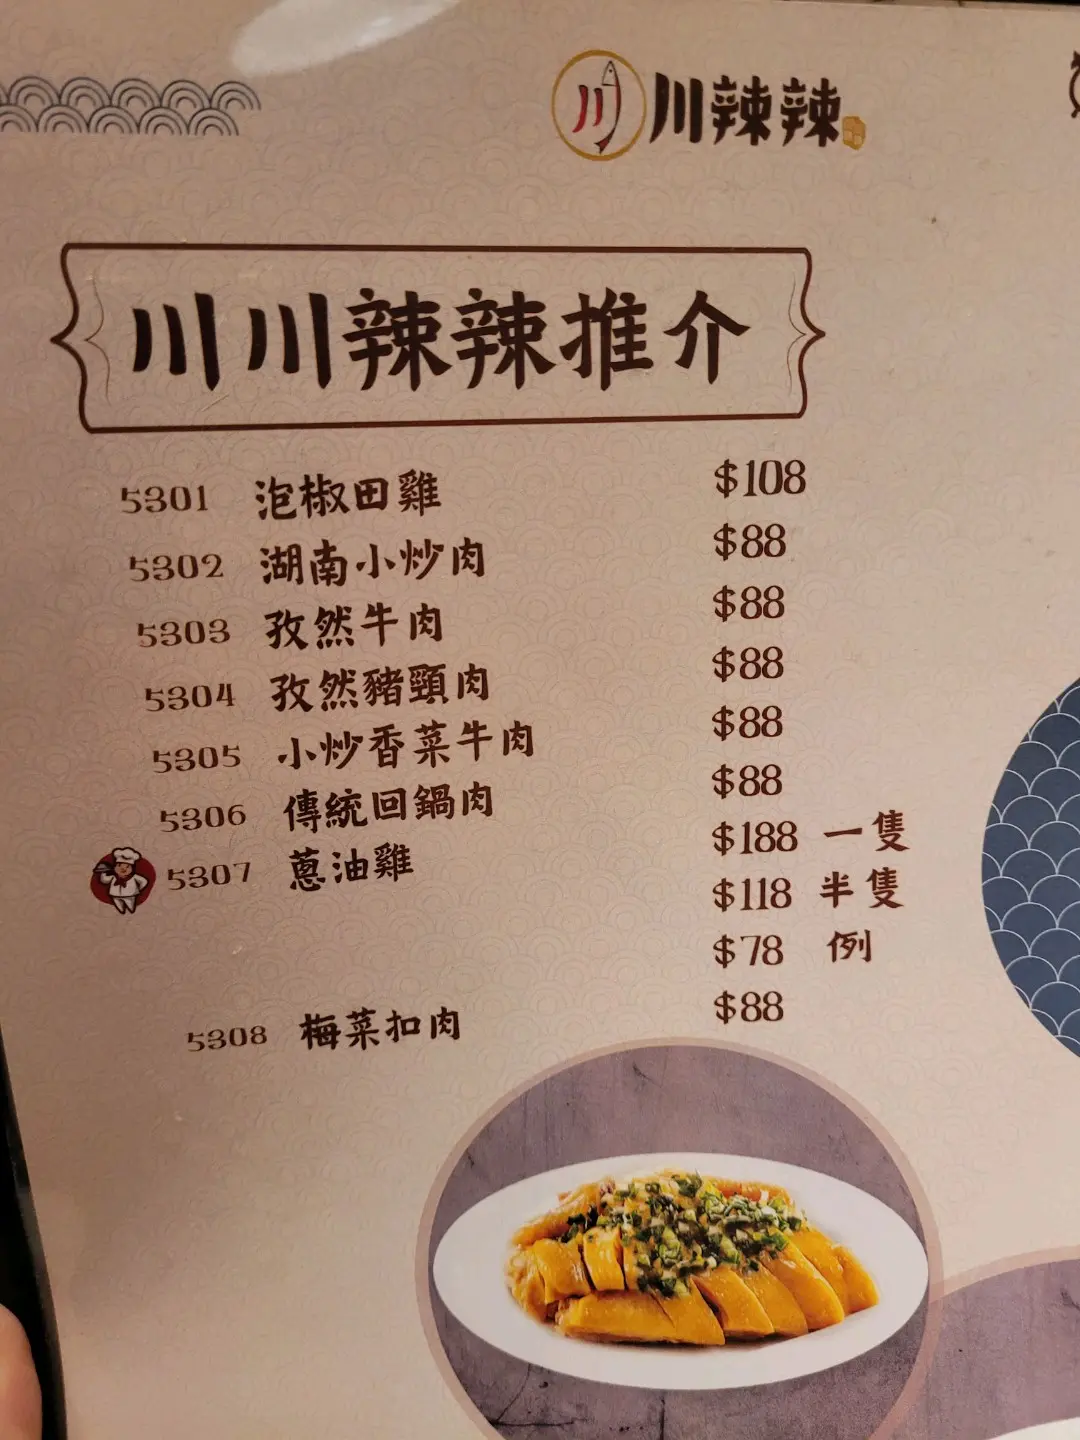 川辣辣
川川辣辣推介
5301 泡椒田雞 $108
5302 湖南小炒肉 $88
5303 孜然牛肉 $88
5304 孜然豬頸肉 $88
5305 小炒香菜牛肉 $88
5306 傳統回鍋肉 $88
5307 蔥油雞 $188 一隻
$118 半隻
$78 例
5308 梅菜扣肉 $88